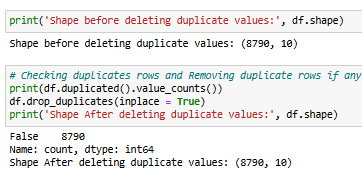 print('Shape before deleting duplicate values:', df.shape)
Shape before deleting duplicate values: (8790, 10)
# Checking duplicates rows and Removing duplicate rows if any
print(df.duplicated().value_counts())
df.drop_duplicates(inplace = True)
print('Shape After deleting duplicate values:', df.shape)
False    8790
Name: count, dtype: int64
Shape After deleting duplicate values: (8790, 10)